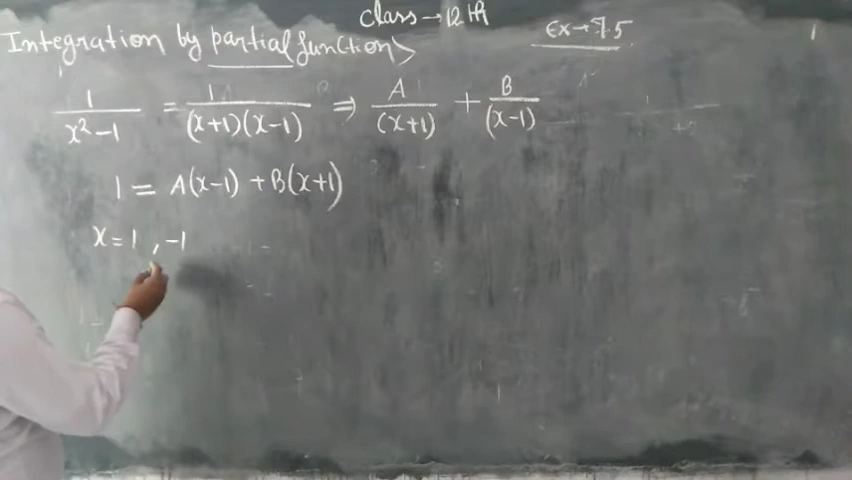 Class → 12th
Integration by partial function> Ex → 7.5
1/(x² - 1) = 1/((x+1)(x-1)) ⇒ A/((x+1)) + B/((x-1))
1 = A(x-1) + B(x+1)
x = 1, -1